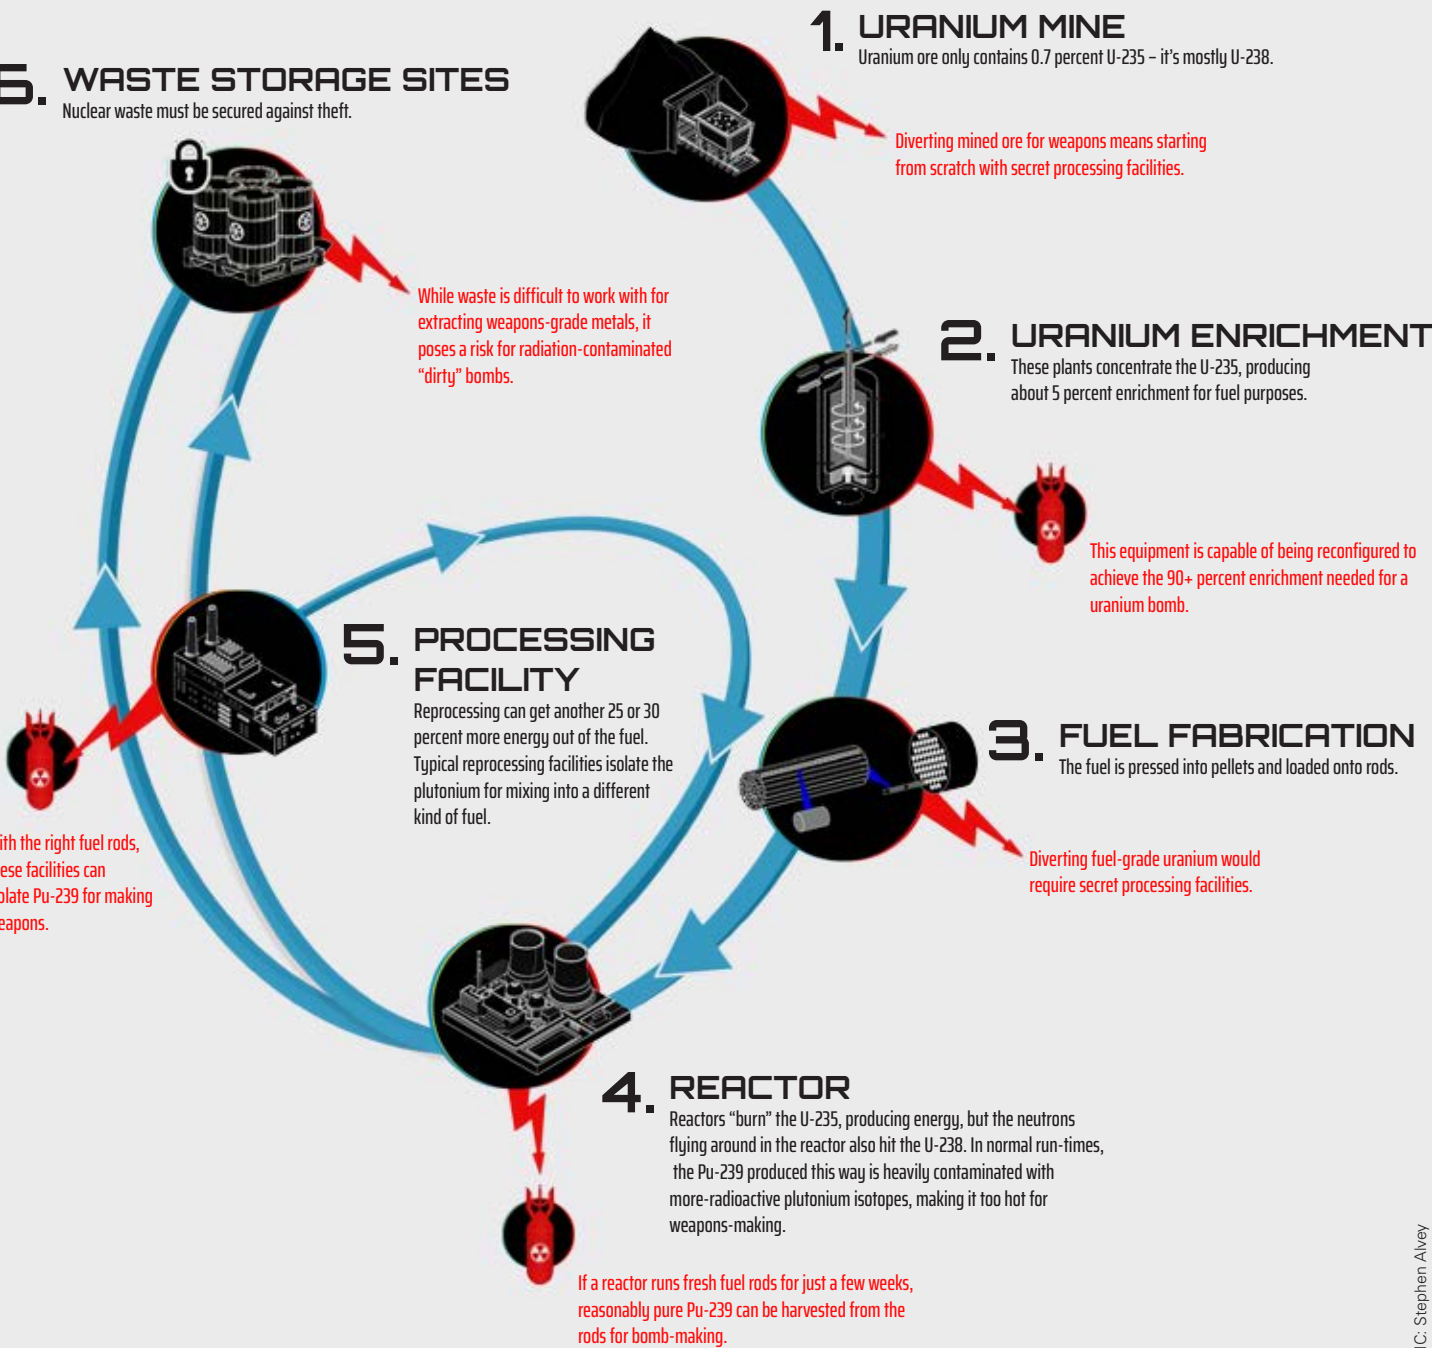 1. URANIUM MINE
Uranium ore only contains 0.7 percent U-235 – it’s mostly U-238.
Diverting mined ore for weapons means starting
from scratch with secret processing facilities.
2. URANIUM ENRICHMENT
These plants concentrate the U-235, producing
about 5 percent enrichment for fuel purposes.
This equipment is capable of being reconfigured to
achieve the 90+ percent enrichment needed for a
uranium bomb.
3. FUEL FABRICATION
The fuel is pressed into pellets and loaded onto rods.
Diverting fuel-grade uranium would
require secret processing facilities.
4. REACTOR
Reactors “burn” the U-235, producing energy, but the neutrons
flying around in the reactor also hit the U-238. In normal run-times,
the Pu-239 produced this way is heavily contaminated with
more-radioactive plutonium isotopes, making it too hot for
weapons-making.
If a reactor runs fresh fuel rods for just a few weeks,
reasonably pure Pu-239 can be harvested from the
rods for bomb-making.
5. PROCESSING
FACILITY
Reprocessing can get another 25 or 30
percent more energy out of the fuel.
Typical reprocessing facilities isolate the
plutonium for mixing into a different
kind of fuel.
the right fuel rods,
facilities can
Pu-239 for making
6. WASTE STORAGE SITES
Nuclear waste must be secured against theft.
While waste is difficult to work with for
extracting weapons-grade metals, it
poses a risk for radiation-contaminated
“dirty” bombs.
IC: Stephen Alvey